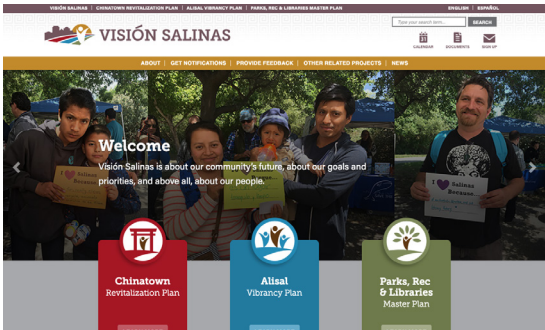 VISIÓN SALINAS | CHINATOWN REVITALIZATION PLAN | ALISAL VIBRANCY PLAN | PARKS, REC & LIBRARIES MASTER PLAN
ENGLISH | ESPAÑOL
Type your search term...
SEARCH
VISIÓN SALINAS
31
CALENDAR
DOCUMENTS
SIGN UP
ABOUT | GET NOTIFICATIONS | PROVIDE FEEDBACK | OTHER RELATED PROJECTS | NEWS
Welcome
Visión Salinas is about our community's future, about our goals and
priorities, and above all, about our people.
I Salinas
Because
I Salinas
Because...
Chinatown
Revitalization Plan
Alisal
Vibrancy Plan
Parks, Rec
& Libraries
Master Plan